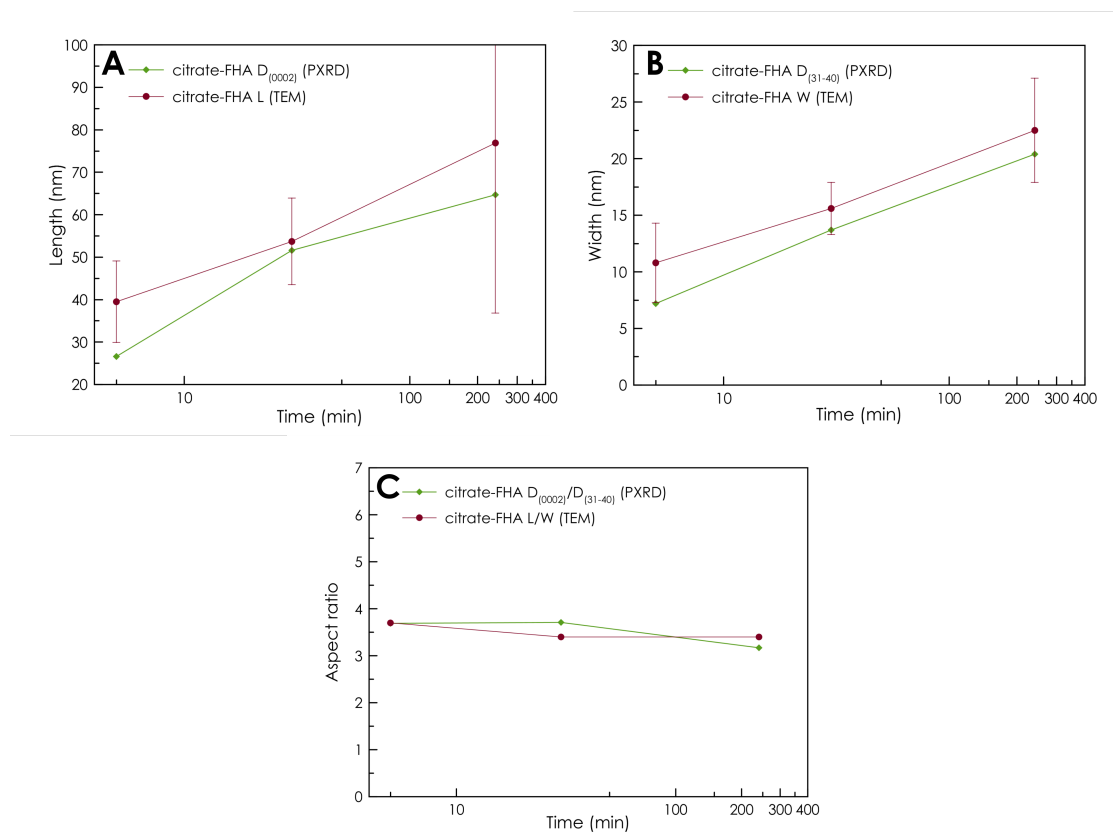 A
citrate-FHA D(0002) (PXRD)
citrate-FHA L (TEM)
Length (nm)
100
90
80
70
60
50
40
30
20
10
100
200
300
400
Time (min)
B
citrate-FHA D(31-40) (PXRD)
citrate-FHA W (TEM)
Width (nm)
30
25
20
15
10
5
0
10
100
200
300
400
Time (min)
C
citrate-FHA D(0002)/D(31-40) (PXRD)
citrate-FHA L/W (TEM)
Aspect ratio
7
6
5
4
3
2
1
0
10
100
200
300
400
Time (min)